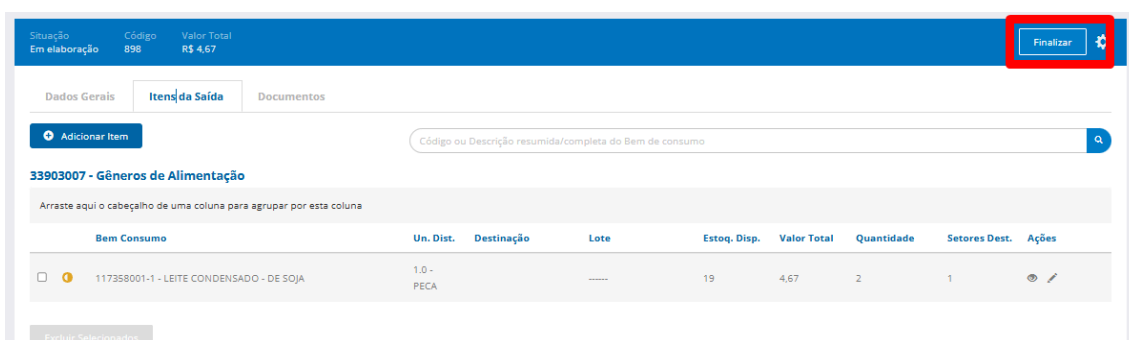 Situação Código Valor Total
Em elaboração 898 R$ 4,67
Finalizar
Dados Gerais Itens da Saída Documentos
Adicionar Item
Código ou Descrição resumida/completa do Bem de consumo
33903007 - Gêneros de Alimentação
Arraste aqui o cabeçalho de uma coluna para agrupar por esta coluna
Bem Consumo Un. Dist. Destinação Lote Estoq. Disp. Valor Total Quantidade Setores Dest. Ações
117358001-1 - LEITE CONDENSADO - DE SOJA 1.0 - PECA ------ 19 4,67 2 1
Excluir Selecionados